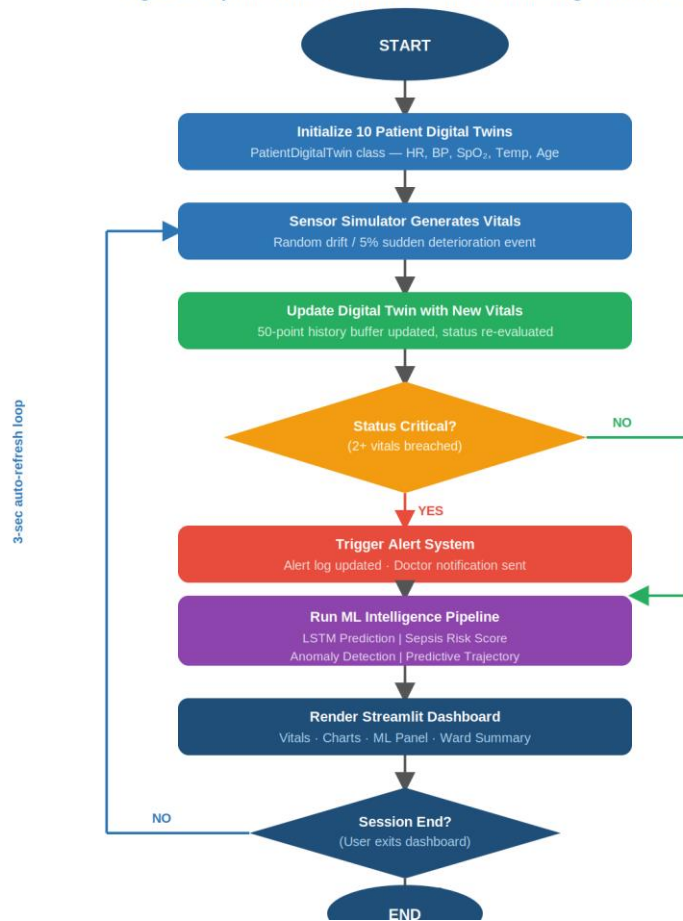 START
Initialize 10 Patient Digital Twins
PatientDigitalTwin class — HR, BP, SpO₂, Temp, Age
Sensor Simulator Generates Vitals
Random drift / 5% sudden deterioration event
Update Digital Twin with New Vitals
50-point history buffer updated, status re-evaluated
Status Critical?
(2+ vitals breached)
NO
YES
3-sec auto-refresh loop
Trigger Alert System
Alert log updated · Doctor notification sent
Run ML Intelligence Pipeline
LSTM Prediction | Sepsis Risk Score
Anomaly Detection | Predictive Trajectory
Render Streamlit Dashboard
Vitals · Charts · ML Panel · Ward Summary
NO
Session End?
(User exits dashboard)
END